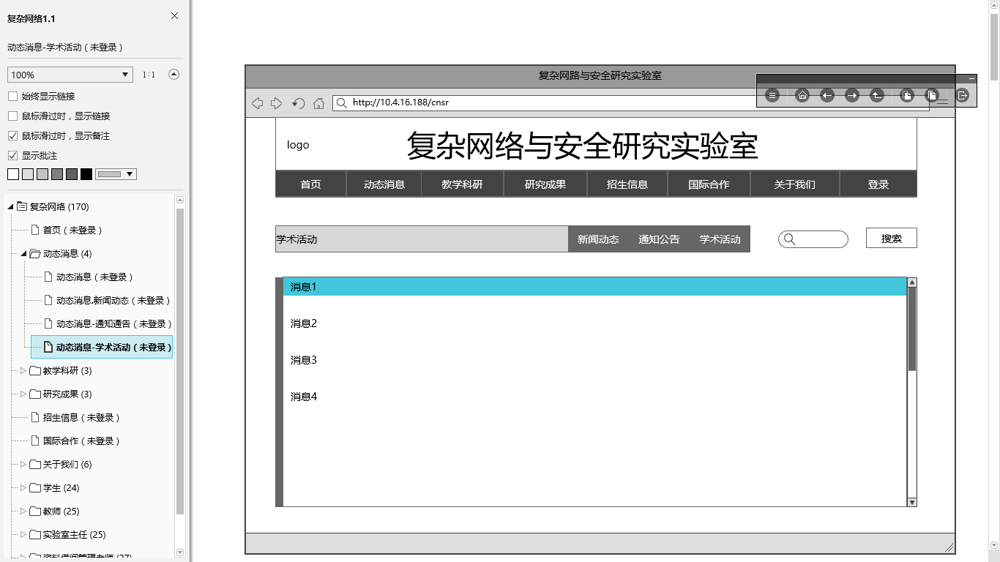 复杂网络1.1
动态消息-学术活动（未登录）
100%
1:1
始终显示链接
鼠标滑过时，显示链接
鼠标滑过时，显示备注
显示批注
复杂网络 (170)
首页（未登录）
动态消息 (4)
动态消息（未登录）
动态消息.新闻动态（未登录）
动态消息-通知通告（未登录）
动态消息-学术活动（未登录）
教学科研 (3)
研究成果 (3)
招生信息（未登录）
国际合作（未登录）
关于我们 (6)
学生 (24)
教师 (25)
实验室主任 (25)
复杂网路与安全研究实验室
http://10.4.16.188/cnsr
logo
复杂网络与安全研究实验室
首页 动态消息 教学科研 研究成果 招生信息 国际合作 关于我们 登录
学术活动 新闻动态 通知公告 学术活动 搜索
消息1
消息2
消息3
消息4